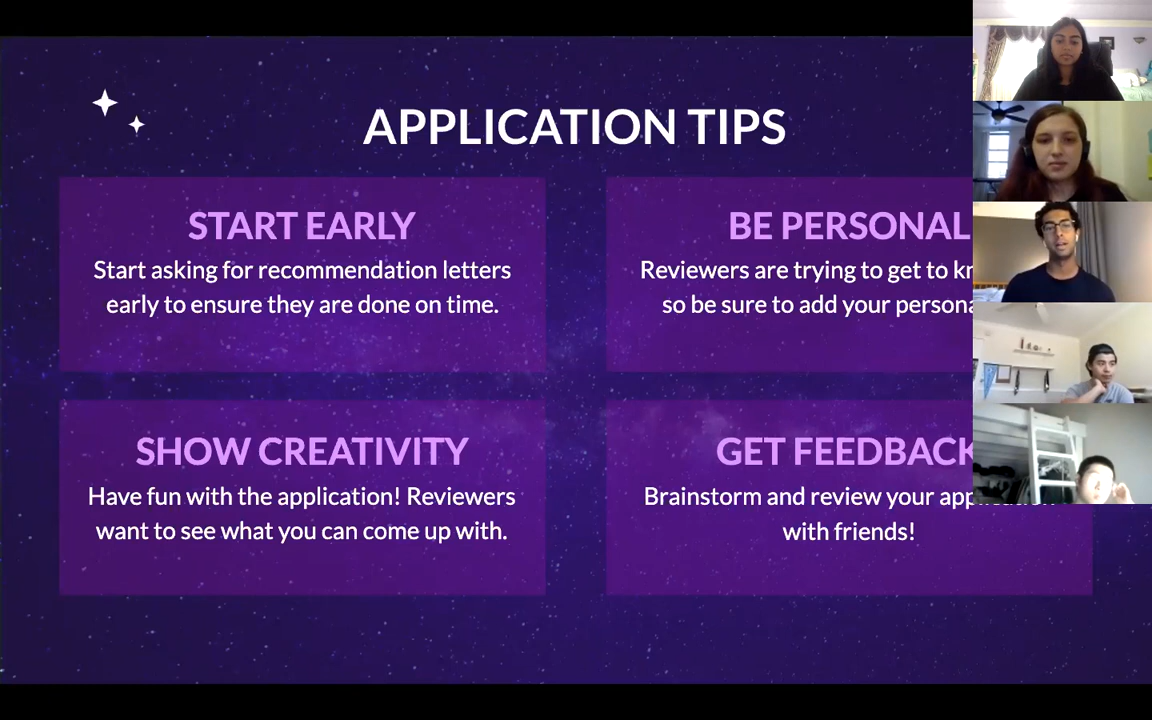 APPLICATION TIPS
START EARLY
Start asking for recommendation letters
early to ensure they are done on time.
BE PERSONAL
Reviewers are trying to get to
so be sure to add your
SHOW CREATIVITY
Have fun with the application! Reviewers
want to see what you can come up with.
GET FEEDBACK
Brainstorm and review your application
with friends!